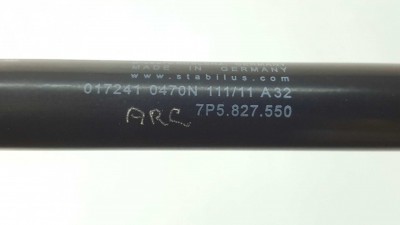 MADE IN GERMANY
www.stabilus.com
017241 0470N 111/11 A32
ARC 7P5.827.550